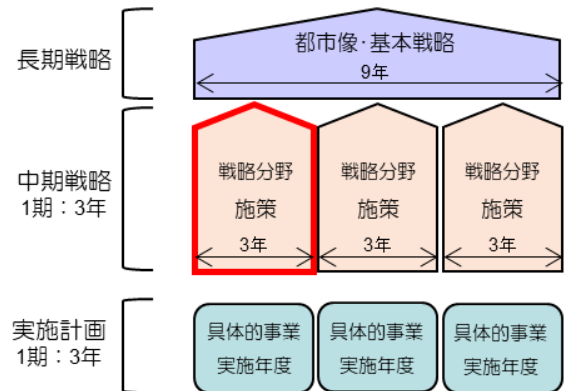 長期戦略
都市像･基本戦略
9年
中期戦略
1期：3年
戦略分野
施策
3年
戦略分野
施策
3年
戦略分野
施策
3年
実施計画
1期：3年
具体的事業
実施年度
具体的事業
実施年度
具体的事業
実施年度